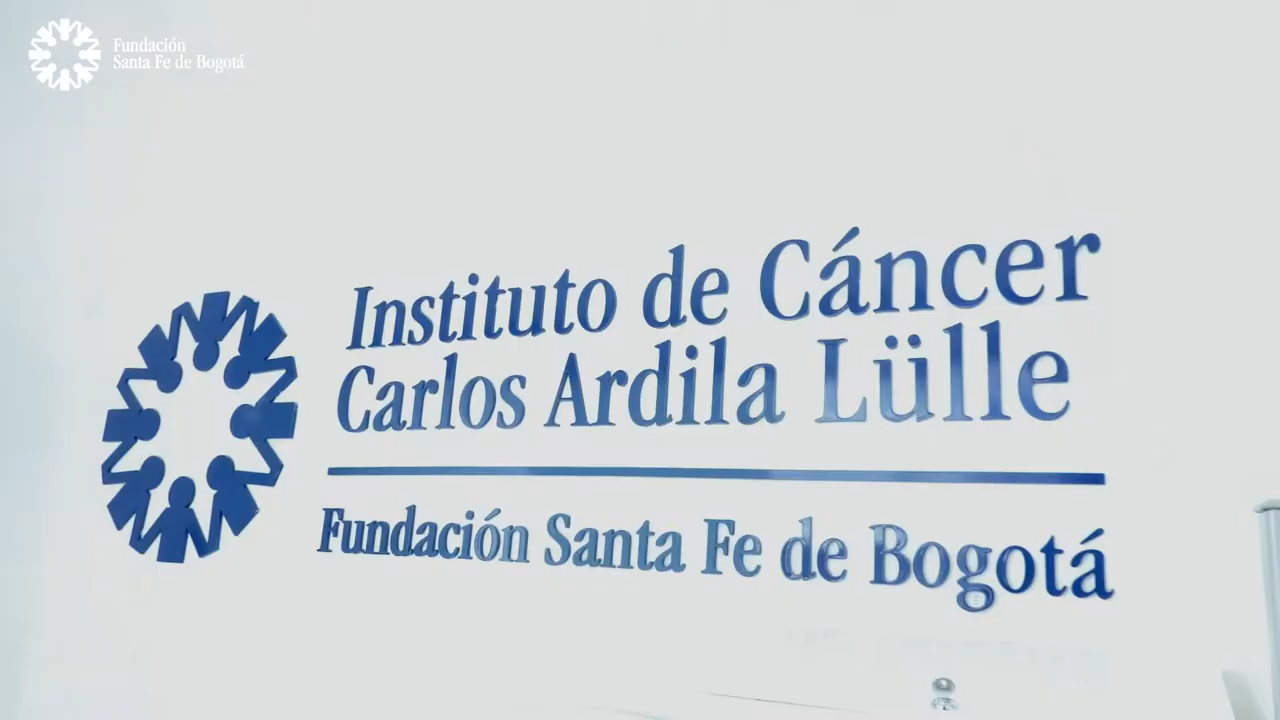 Fundación
Santa Fe de Bogotá
Instituto de Cáncer
Carlos Ardila Lülle
Fundación Santa Fe de Bogotá